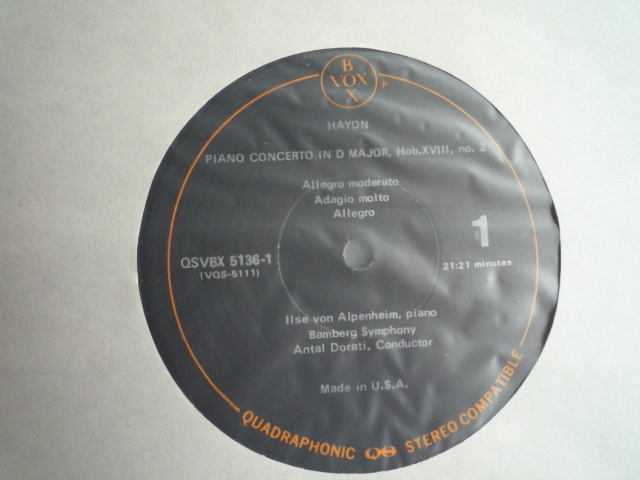 B
VOX
X
P
HAYDN
PIANO CONCERTO IN D MAJOR, Hob.XVIII, no. 2
Allegro moderato
Adagio molto
Allegro
1
QSVBX 5136-1
(VQS-5111)
21:21 minutes
Ilse von Alpenheim, piano
Bamberg Symphony
Antal Dorati, Conductor
Made in U.S.A.
QUADRAPHONIC QS STEREO COMPATIBLE